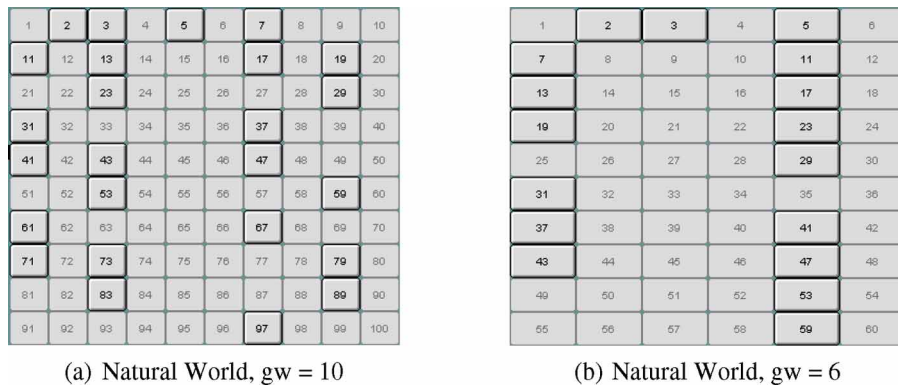 1 2 3 4 5 6 7 8 9 10
11 12 13 14 15 16 17 18 19 20
21 22 23 24 25 26 27 28 29 30
31 32 33 34 35 36 37 38 39 40
41 42 43 44 45 46 47 48 49 50
51 52 53 54 55 56 57 58 59 60
61 62 63 64 65 66 67 68 69 70
71 72 73 74 75 76 77 78 79 80
81 82 83 84 85 86 87 88 89 90
91 92 93 94 95 96 97 98 99 100
(a) Natural World, gw = 10
1 2 3 4 5 6
7 8 9 10 11 12
13 14 15 16 17 18
19 20 21 22 23 24
25 26 27 28 29 30
31 32 33 34 35 36
37 38 39 40 41 42
43 44 45 46 47 48
49 50 51 52 53 54
55 56 57 58 59 60
(b) Natural World, gw = 6